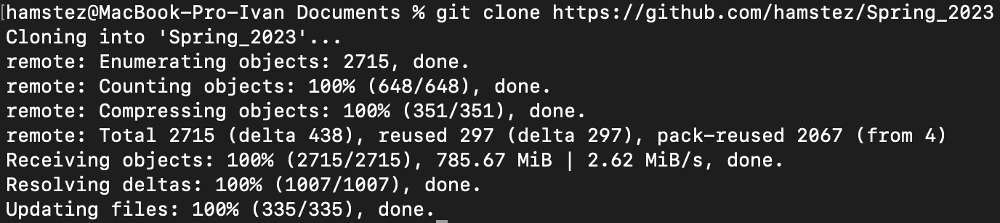 [hamstez@MacBook-Pro-Ivan Documents % git clone https://github.com/hamstez/Spring_2023
Cloning into 'Spring_2023'...
remote: Enumerating objects: 2715, done.
remote: Counting objects: 100% (648/648), done.
remote: Compressing objects: 100% (351/351), done.
remote: Total 2715 (delta 438), reused 297 (delta 297), pack-reused 2067 (from 4)
Receiving objects: 100% (2715/2715), 785.67 MiB | 2.62 MiB/s, done.
Resolving deltas: 100% (1007/1007), done.
Updating files: 100% (335/335), done.